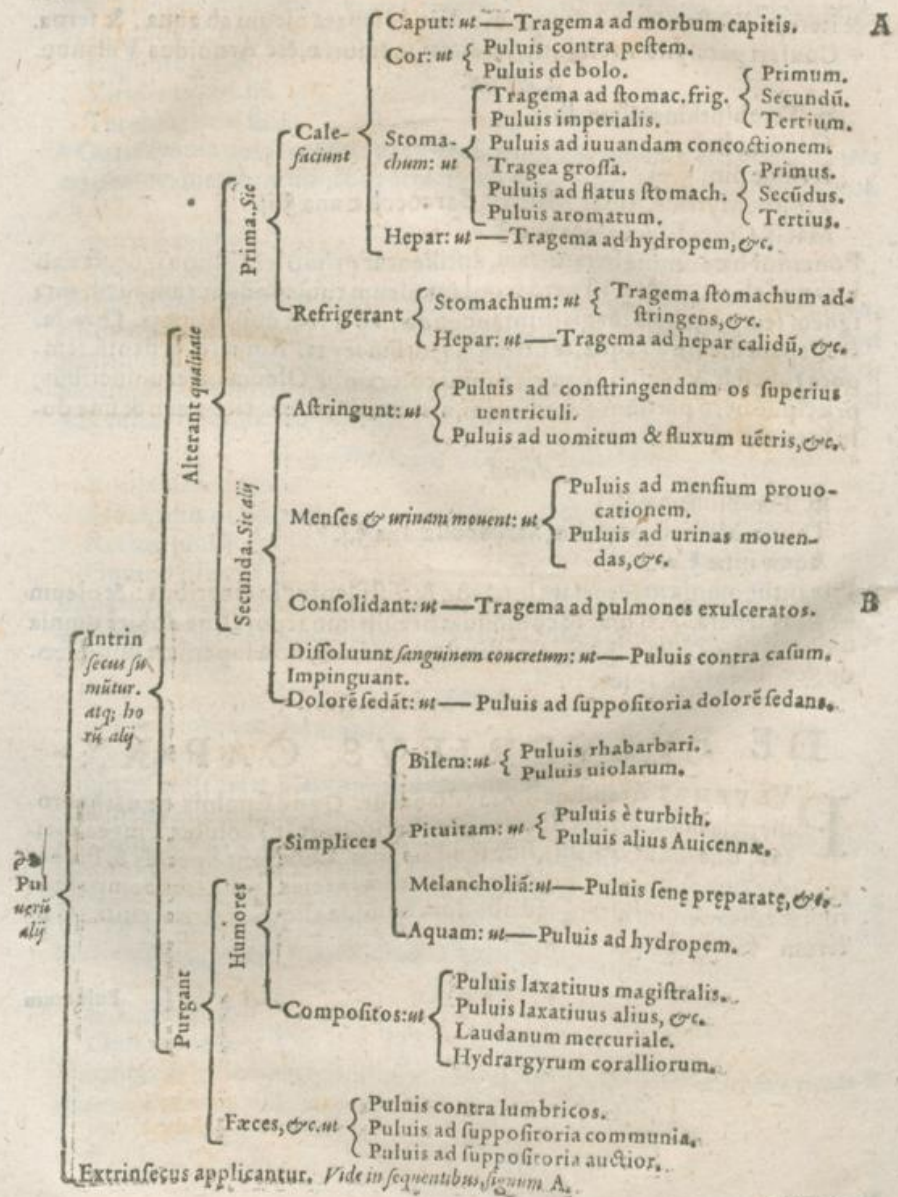 Caput: ut — Tragema ad morbum capitis. A
Cor: ut { Puluis contra peſtem.
Puluis de bolo.
Cale-
faciunt
Stoma-
chum: ut
Tragema ad ſtomac. frig. { Primum.
Secundũ.
Tertium.
Puluis imperialis.
Puluis ad iuuandam concoctionem.
Tragea groſſa.
Puluis ad flatus ſtomach. { Primus.
Secũdus.
Tertius.
Puluis aromatum.
Hepar: ut — Tragema ad hydropem, &c.
Prima. Sic
Refrigerant
Stomachum: ut { Tragema ſtomachum ad-
ſtringens, &c.
Hepar: ut — Tragema ad hepar calidũ, &c.
Alterant qualitate
Aſtringunt: ut { Puluis ad conſtringendum os ſuperius
uentriculi.
Puluis ad uomitum & fluxum uẽtris, &c.
Menſes & urinam mouent: ut { Puluis ad menſium prouo-
cationem.
Puluis ad urinas mouen-
das, &c.
Secunda. Sic alij
Conſolidant: ut — Tragema ad pulmones exulceratos. B
Diſſoluunt ſanguinem concretum: ut — Puluis contra caſum.
Impinguant.
Dolorẽ ſedãt: ut — Puluis ad ſuppoſitoria dolorẽ ſedans.
Intrin
ſecus ſu
mũtur.
atq; ho
rũ alij
Bilem: ut { Puluis rhabarbari.
Puluis uiolarum.
Simplices
Pituitam: ut { Puluis è turbith.
Puluis alius Auicennæ.
Melancholiã: ut — Puluis ſenę preparatę, &c.
Aquam: ut — Puluis ad hydropem.
Pul
uerũ
alij
Humores
Purgant
Compoſitos: ut { Puluis laxatiuus magiſtralis.
Puluis laxatiuus alius, &c.
Laudanum mercuriale.
Hydrargyrum coralliorum.
Fæces, &c. ut { Puluis contra lumbricos.
Puluis ad ſuppoſitoria communia.
Puluis ad ſuppoſitoria auctior.
Extrinſecus applicantur. Vide in ſequentibus, ſignum A.